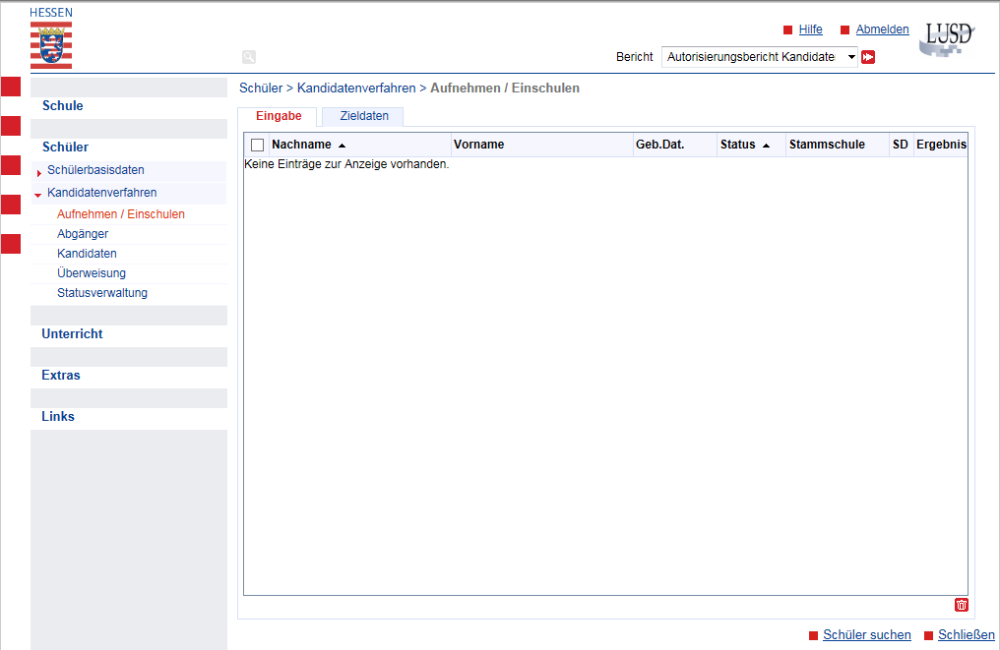 HESSEN
Hilfe Abmelden
LUSD
Bericht Autorisierungsbericht Kandidate
Schüler > Kandidatenverfahren > Aufnehmen / Einschulen
Eingabe Zieldaten
Nachname Vorname Geb.Dat. Status Stammschule SD Ergebnis
Keine Einträge zur Anzeige vorhanden.
Schule
Schüler
Schülerbasisdaten
Kandidatenverfahren
Aufnehmen / Einschulen
Abgänger
Kandidaten
Überweisung
Statusverwaltung
Unterricht
Extras
Links
Schüler suchen Schließen